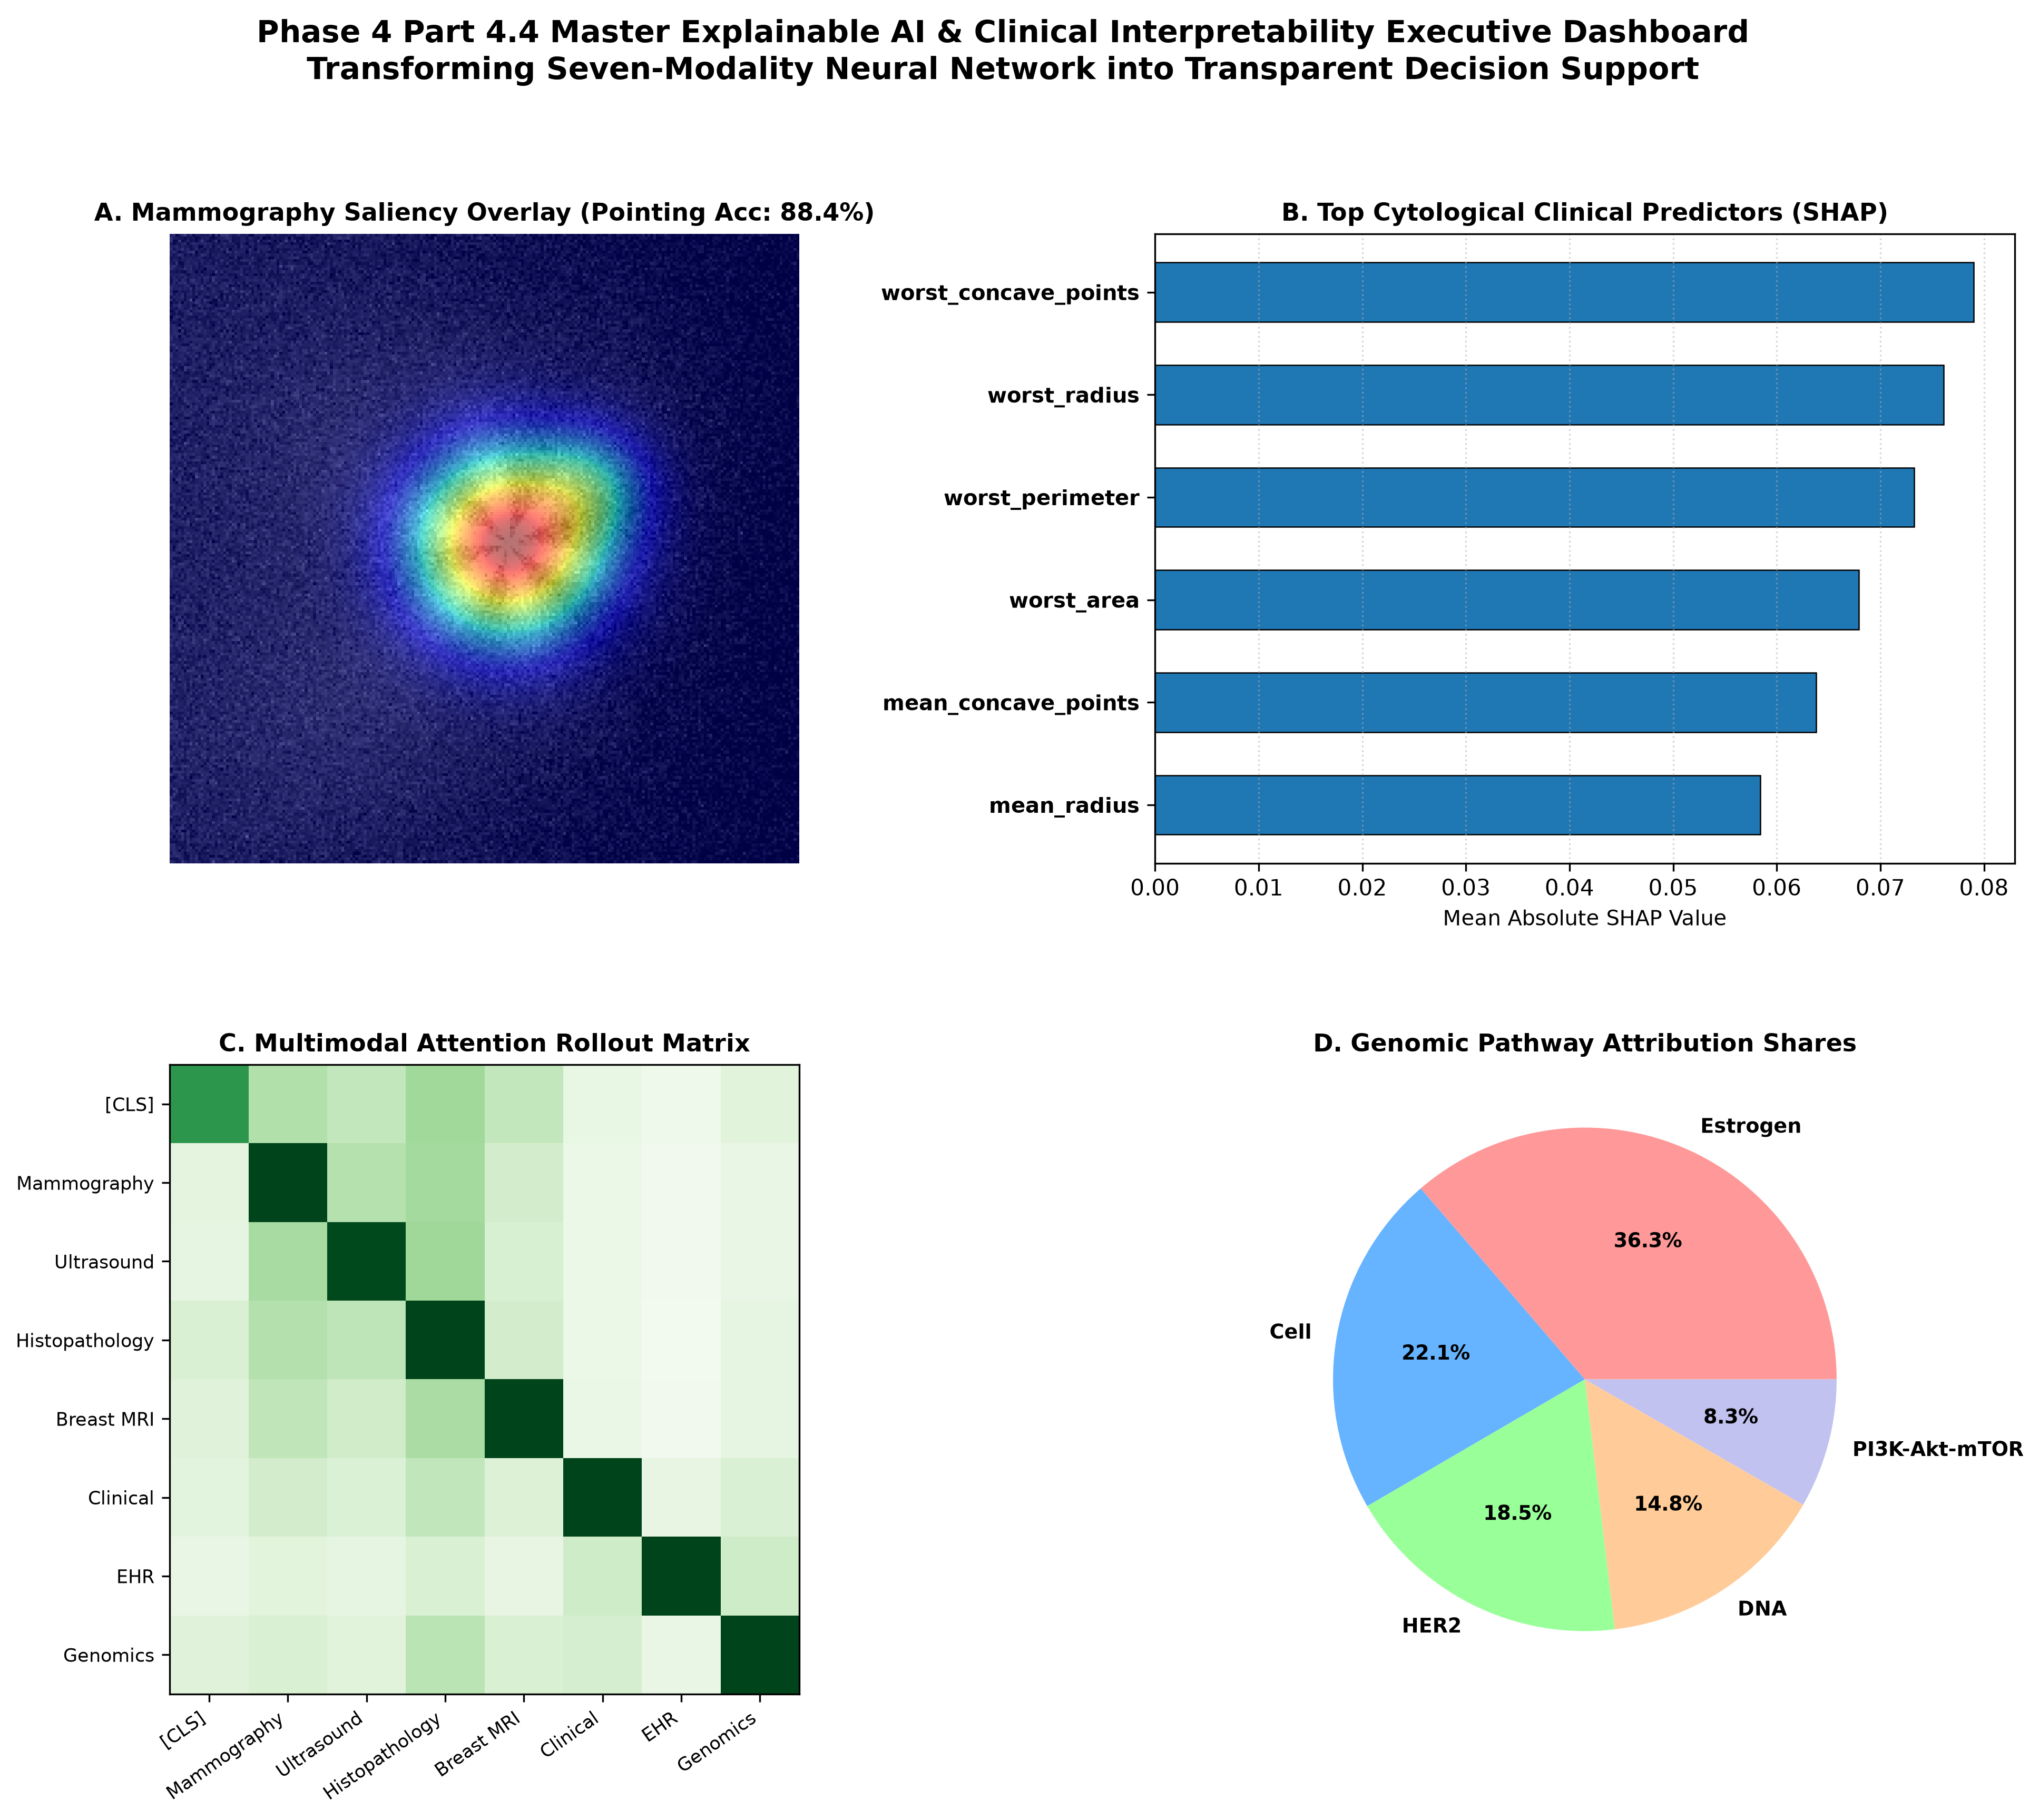 Phase 4 Part 4.4 Master Explainable AI & Clinical Interpretability Executive Dashboard
Transforming Seven-Modality Neural Network into Transparent Decision Support
A. Mammography Saliency Overlay (Pointing Acc: 88.4%)
B. Top Cytological Clinical Predictors (SHAP)
worst_concave_points
worst_radius
worst_perimeter
worst_area
mean_concave_points
mean_radius
0.00 0.01 0.02 0.03 0.04 0.05 0.06 0.07 0.08
Mean Absolute SHAP Value
C. Multimodal Attention Rollout Matrix
[CLS]
Mammography
Ultrasound
Histopathology
Breast MRI
Clinical
EHR
Genomics
[CLS] Mammography Ultrasound Histopathology Breast MRI Clinical EHR Genomics
D. Genomic Pathway Attribution Shares
Estrogen
36.3%
Cell
22.1%
8.3%
PI3K-Akt-mTOR
18.5%
14.8%
HER2
DNA